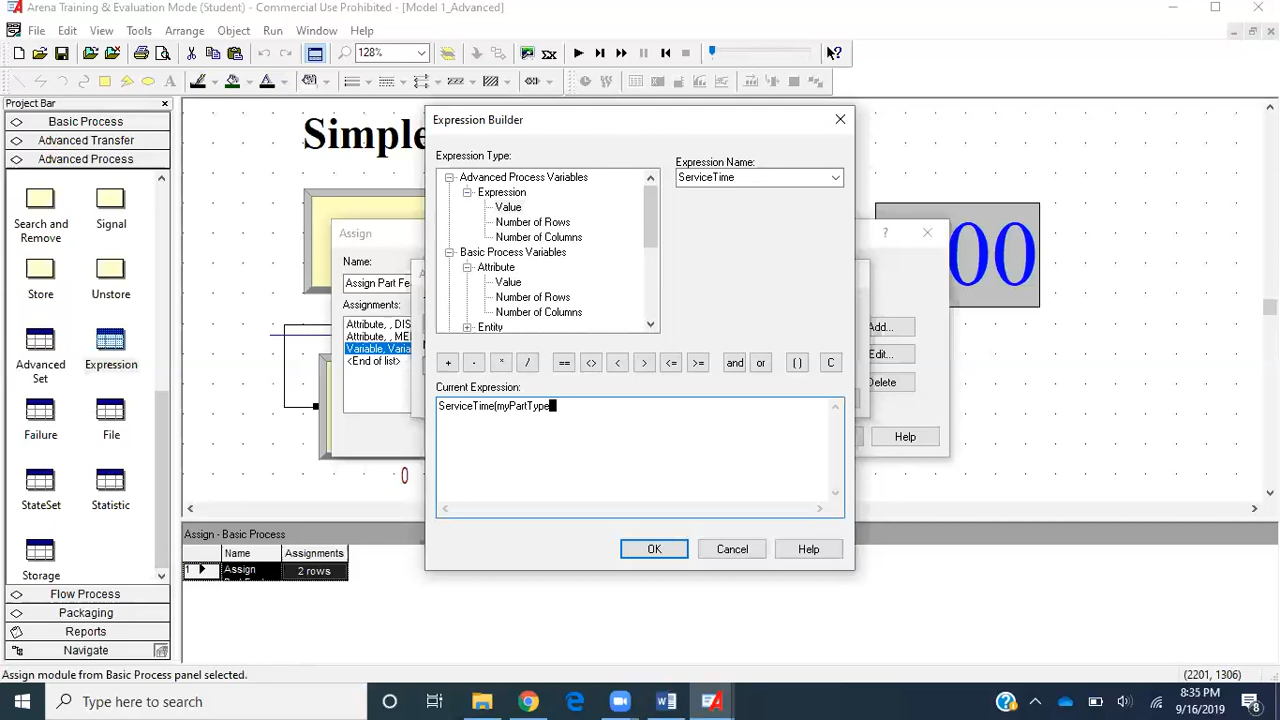 Arena Training & Evaluation Mode (Student) - Commercial Use Prohibited - [Model 1_Advanced]
File Edit View Tools Arrange Object Run Window Help
128%
Project Bar
Basic Process
Advanced Transfer
Advanced Process
Search and Remove
Signal
Store
Unstore
Advanced Set
Expression
Failure
File
StateSet
Statistic
Storage
Flow Process
Packaging
Reports
Navigate
Simple
00
0
Assign
Name:
Assign Part Fe
Assignments:
Attribute, , DIS
Attribute, , ME
Variable, Varia
<End of list>
?
Add...
Edit...
Delete
Help
Expression Builder
Expression Type:
Advanced Process Variables
Expression
Value
Number of Rows
Number of Columns
Basic Process Variables
Attribute
Value
Number of Rows
Number of Columns
Entity
Expression Name:
ServiceTime
+ - * / == <> < > <= >= and or ( ) C
Current Expression:
ServiceTime(myPartType
OK Cancel Help
Assign - Basic Process
Name Assignments
1 Assign 2 rows
Assign module from Basic Process panel selected.
(2201, 1306)
Type here to search
8:35 PM
9/16/2019
8